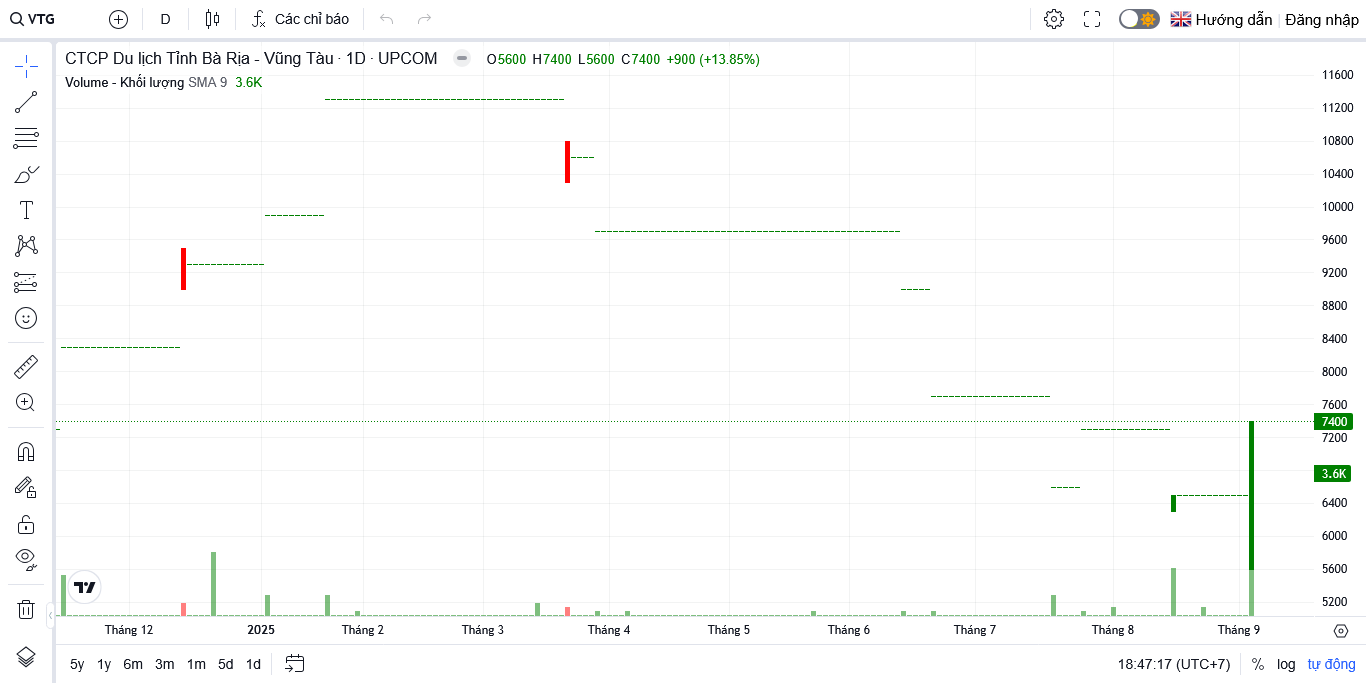 VTG D Các chỉ báo Hướng dẫn Đăng nhập
CTCP Du lịch Tỉnh Bà Rịa - Vũng Tàu · 1D · UPCOM O5600 H7400 L5600 C7400 +900 (+13.85%)
Volume - Khối lượng SMA 9 3.6K
11600
11200
10800
10400
10000
9600
9200
8800
8400
8000
7600
7400
7200
3.6K
6400
6000
5600
5200
Tháng 12 2025 Tháng 2 Tháng 3 Tháng 4 Tháng 5 Tháng 6 Tháng 7 Tháng 8 Tháng 9
5y 1y 6m 3m 1m 5d 1d 18:47:17 (UTC+7) % log tự động